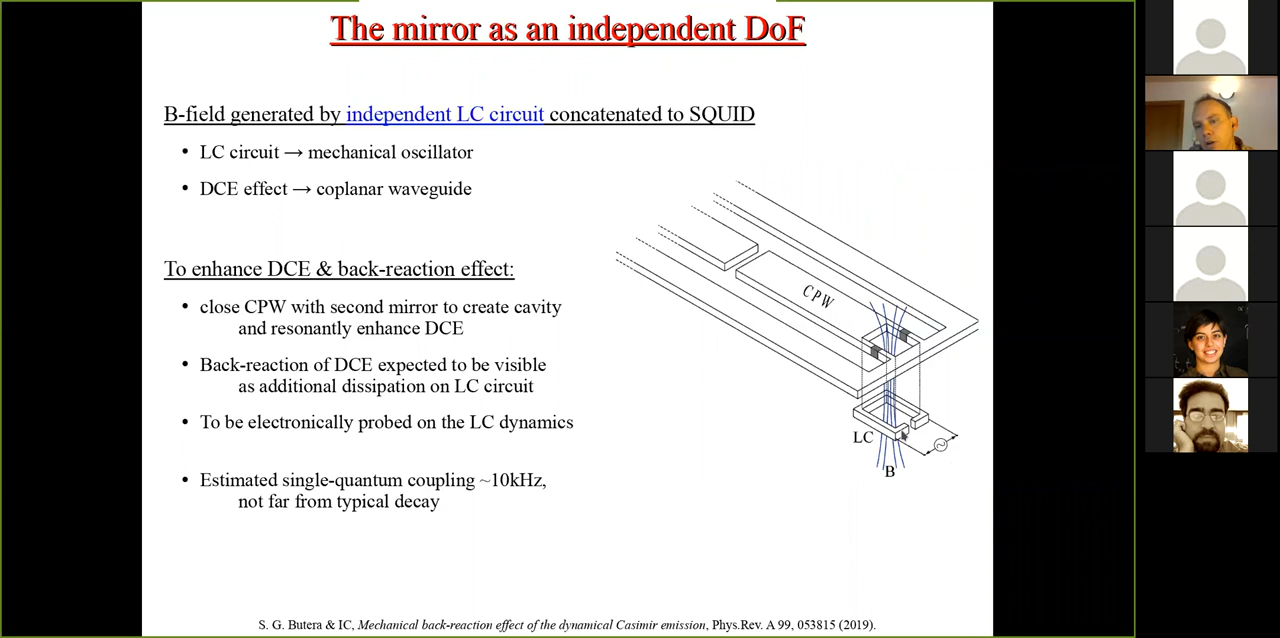 The mirror as an independent DoF
B-field generated by independent LC circuit concatenated to SQUID
• LC circuit → mechanical oscillator
• DCE effect → coplanar waveguide
To enhance DCE & back-reaction effect:
• close CPW with second mirror to create cavity
and resonantly enhance DCE
• Back-reaction of DCE expected to be visible
as additional dissipation on LC circuit
• To be electronically probed on the LC dynamics
• Estimated single-quantum coupling ~10kHz,
not far from typical decay
CPW
LC
B
S. G. Butera & IC, Mechanical back-reaction effect of the dynamical Casimir emission, Phys.Rev. A 99, 053815 (2019).